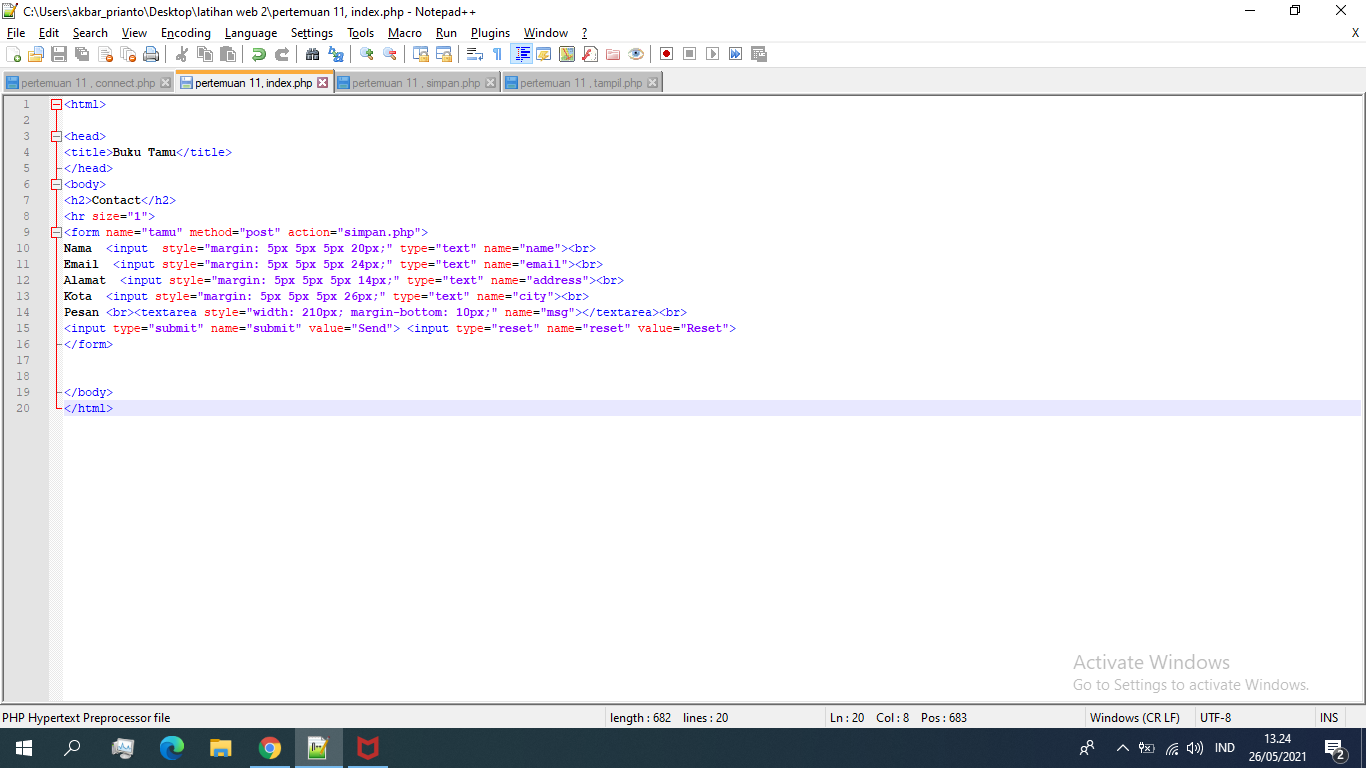 C:\Users\akbar_prianto\Desktop\latihan web 2\pertemuan 11, index.php - Notepad++
File Edit Search View Encoding Language Settings Tools Macro Run Plugins Window ? X
pertemuan 11 , connect.php pertemuan 11, index.php pertemuan 11 , simpan.php pertemuan 11 , tampil.php
1 <html>
2
3 <head>
4 <title>Buku Tamu</title>
5 </head>
6 <body>
7 <h2>Contact</h2>
8 <hr size="1">
9 <form name="tamu" method="post" action="simpan.php">
10 Nama  <input  style="margin: 5px 5px 5px 20px;" type="text" name="name"><br>
11 Email  <input style="margin: 5px 5px 5px 24px;" type="text" name="email"><br>
12 Alamat  <input style="margin: 5px 5px 5px 14px;" type="text" name="address"><br>
13 Kota  <input style="margin: 5px 5px 5px 26px;" type="text" name="city"><br>
14 Pesan <br><textarea style="width: 210px; margin-bottom: 10px;" name="msg"></textarea><br>
15 <input type="submit" name="submit" value="Send"> <input type="reset" name="reset" value="Reset">
16 </form>
17
18
19 </body>
20 </html>
Activate Windows
Go to Settings to activate Windows.
PHP Hypertext Preprocessor file length : 682 lines : 20 Ln : 20 Col : 8 Pos : 683 Windows (CR LF) UTF-8 INS
IND 13.24
26/05/2021 2